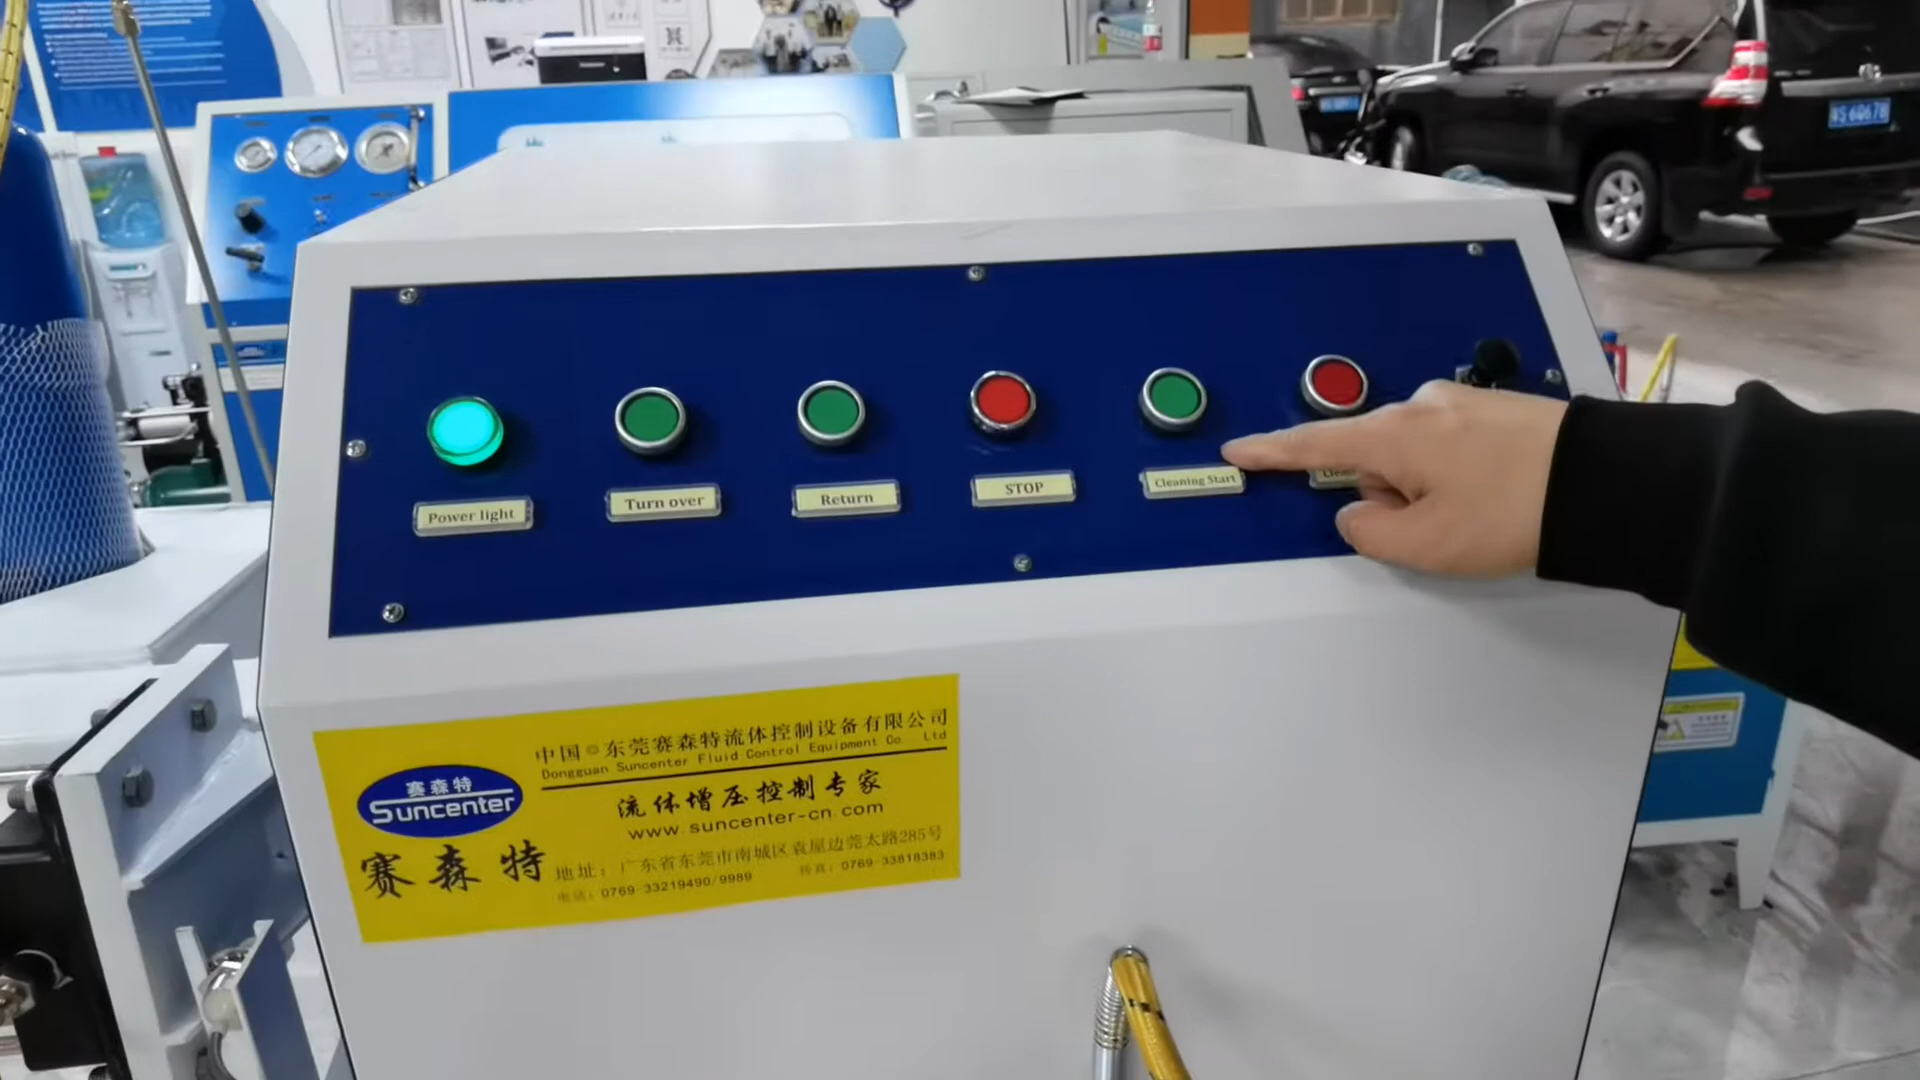 Power light
Turn over
Return
STOP
Cleaning Start
中国◎东莞赛森特流体控制设备有限公司
Dongguan Suncenter Fluid Control Equipment Co Ltd
赛森特
Suncenter
流体增压控制专家
www.suncenter-cn.com
赛森特
地址：广东省东莞市南城区袁屋边莞太路285号
电话：0769-33219490/9989
传真：0769-33818383